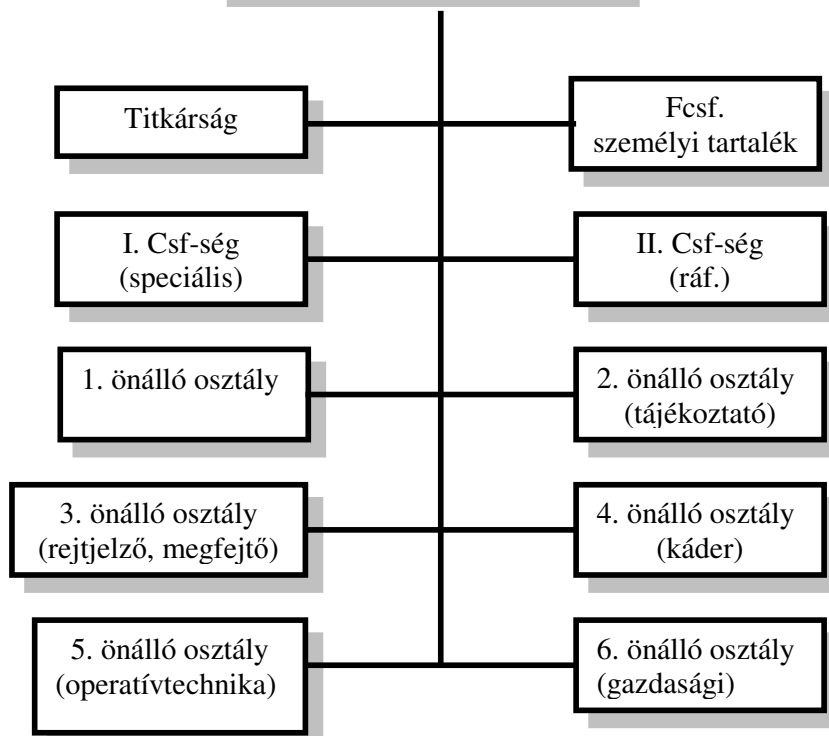 Titkárság
Fcsf.
személyi tartalék
I. Csf-ség
(speciális)
II. Csf-ség
(ráf.)
1. önálló osztály
2. önálló osztály
(tájékoztató)
3. önálló osztály
(rejtjelző, megfejtő)
4. önálló osztály
(káder)
5. önálló osztály
(operatívtechnika)
6. önálló osztály
(gazdasági)